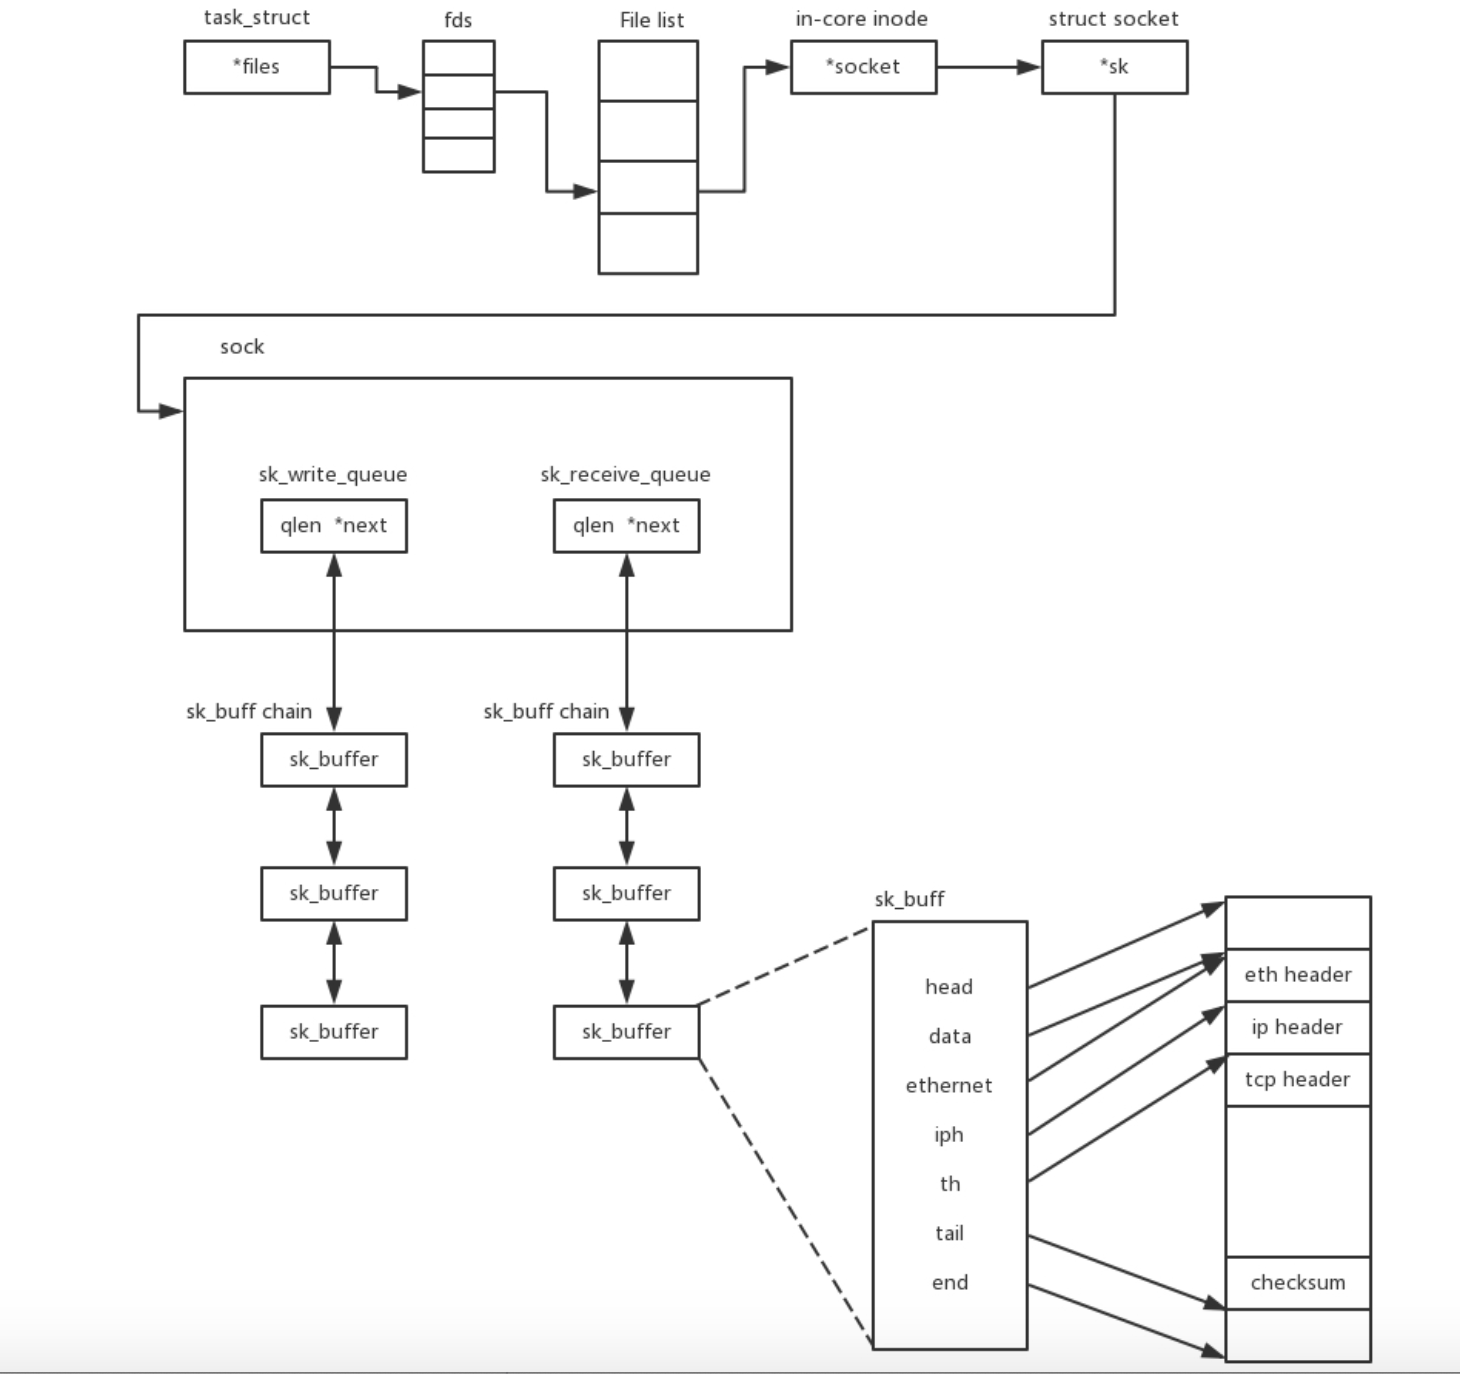 task_struct
fds
File list
in-core inode
struct socket
*files
*socket
*sk
sock
sk_write_queue
sk_receive_queue
qlen *next
qlen *next
sk_buff chain
sk_buff chain
sk_buffer
sk_buffer
sk_buffer
sk_buffer
sk_buffer
sk_buffer
sk_buff
head
data
ethernet
iph
th
tail
end
eth header
ip header
tcp header
checksum